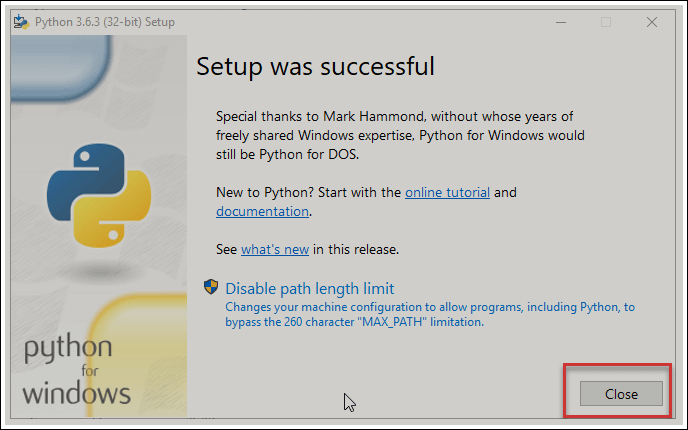 Python 3.6.3 (32-bit) Setup
Setup was successful
Special thanks to Mark Hammond, without whose years of
freely shared Windows expertise, Python for Windows would
still be Python for DOS.
New to Python? Start with the online tutorial and
documentation.
See what's new in this release.
Disable path length limit
Changes your machine configuration to allow programs, including Python, to
bypass the 260 character "MAX_PATH" limitation.
python
for
windows
Close